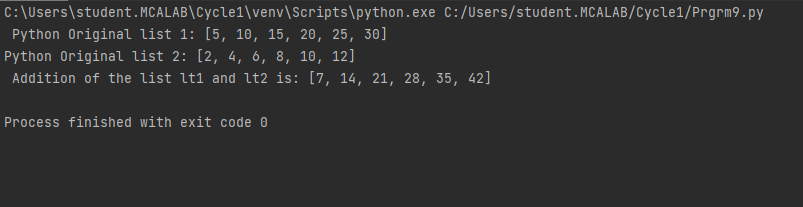 C:\Users\student.MCALAB\Cycle1\venv\Scripts\python.exe C:/Users/student.MCALAB/Cycle1/Prgrm9.py
 Python Original list 1: [5, 10, 15, 20, 25, 30]
Python Original list 2: [2, 4, 6, 8, 10, 12]
 Addition of the list lt1 and lt2 is: [7, 14, 21, 28, 35, 42]
Process finished with exit code 0